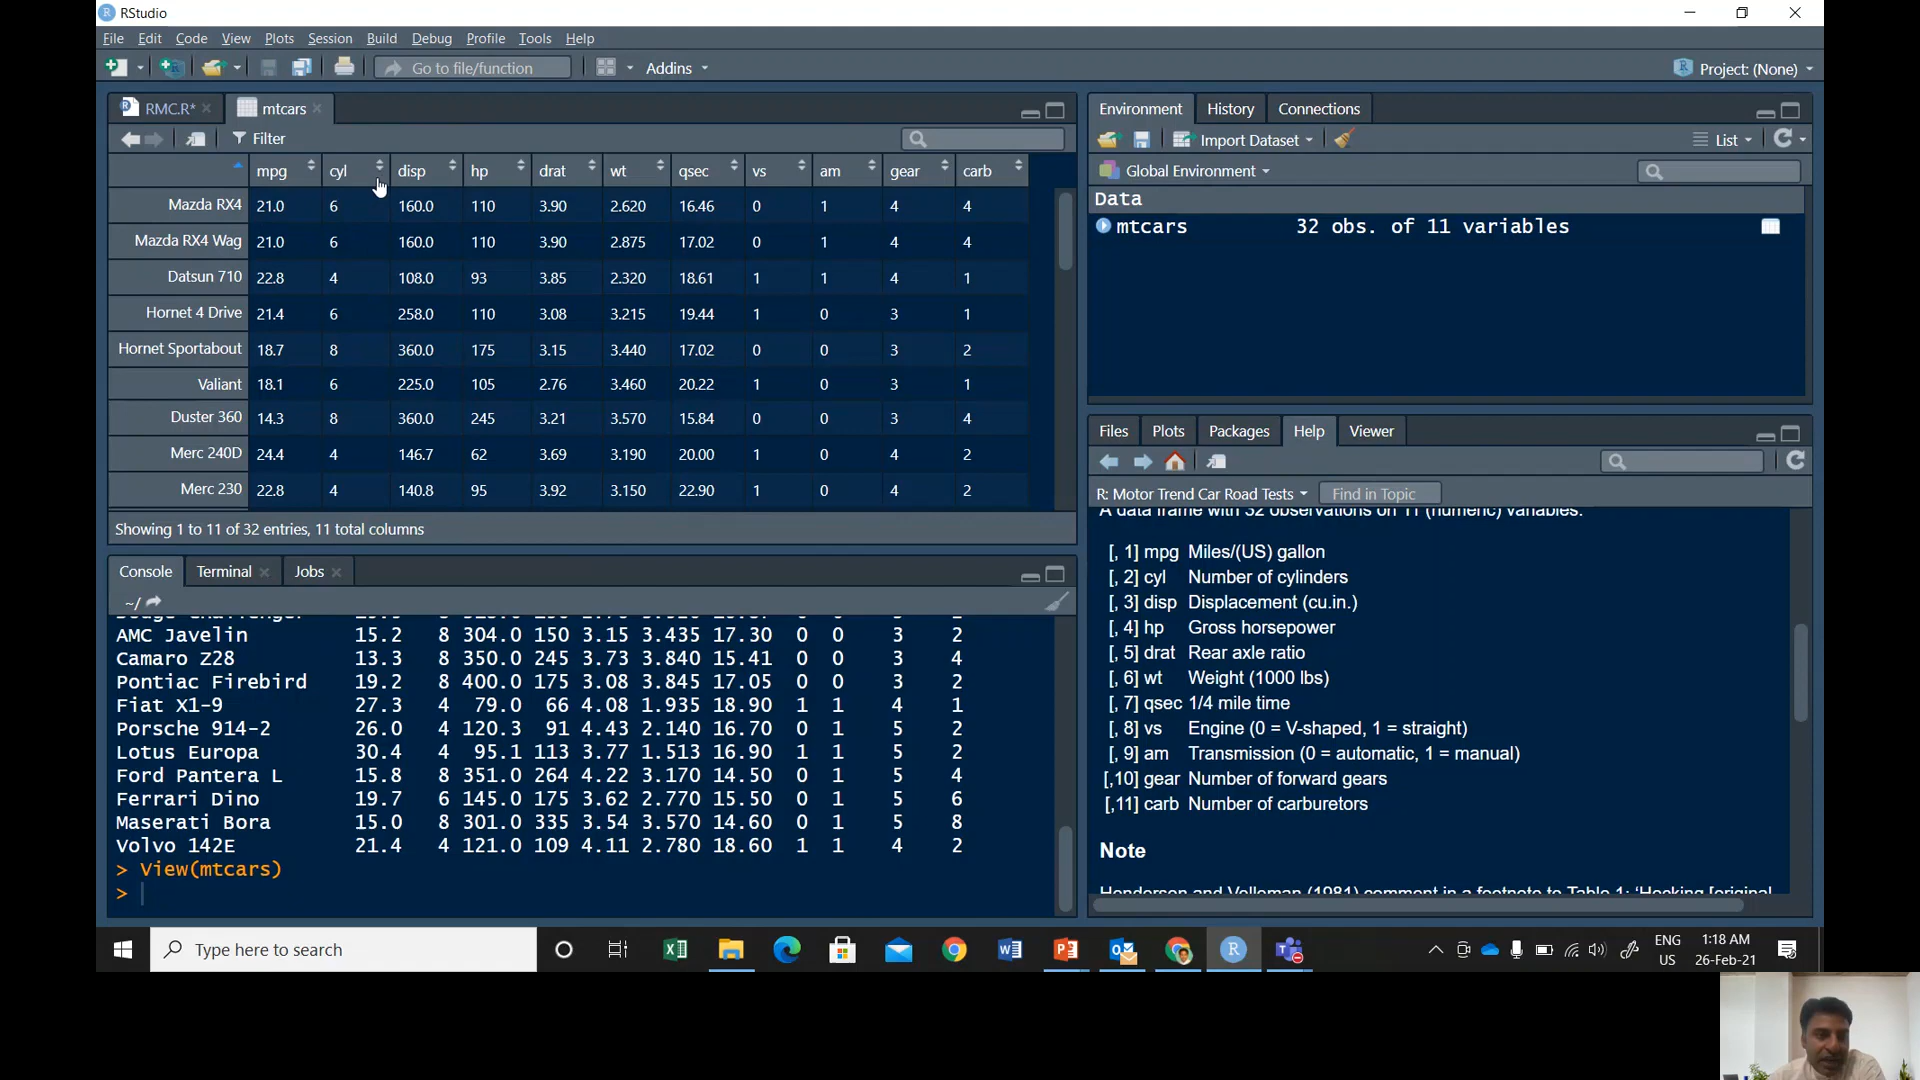 RStudio
File Edit Code View Plots Session Build Debug Profile Tools Help
Go to file/function Addins Project: (None)
RMC.R* mtcars
Filter
mpg cyl disp hp drat wt qsec vs am gear carb
Mazda RX4 21.0 6 160.0 110 3.90 2.620 16.46 0 1 4 4
Mazda RX4 Wag 21.0 6 160.0 110 3.90 2.875 17.02 0 1 4 4
Datsun 710 22.8 4 108.0 93 3.85 2.320 18.61 1 1 4 1
Hornet 4 Drive 21.4 6 258.0 110 3.08 3.215 19.44 1 0 3 1
Hornet Sportabout 18.7 8 360.0 175 3.15 3.440 17.02 0 0 3 2
Valiant 18.1 6 225.0 105 2.76 3.460 20.22 1 0 3 1
Duster 360 14.3 8 360.0 245 3.21 3.570 15.84 0 0 3 4
Merc 240D 24.4 4 146.7 62 3.69 3.190 20.00 1 0 4 2
Merc 230 22.8 4 140.8 95 3.92 3.150 22.90 1 0 4 2
Showing 1 to 11 of 32 entries, 11 total columns
Console Terminal Jobs
~/
AMC Javelin 15.2 8 304.0 150 3.15 3.435 17.30 0 0 3 2
Camaro Z28 13.3 8 350.0 245 3.73 3.840 15.41 0 0 3 4
Pontiac Firebird 19.2 8 400.0 175 3.08 3.845 17.05 0 0 3 2
Fiat X1-9 27.3 4 79.0 66 4.08 1.935 18.90 1 1 4 1
Porsche 914-2 26.0 4 120.3 91 4.43 2.140 16.70 0 1 5 2
Lotus Europa 30.4 4 95.1 113 3.77 1.513 16.90 1 1 5 2
Ford Pantera L 15.8 8 351.0 264 4.22 3.170 14.50 0 1 5 4
Ferrari Dino 19.7 6 145.0 175 3.62 2.770 15.50 0 1 5 6
Maserati Bora 15.0 8 301.0 335 3.54 3.570 14.60 0 1 5 8
Volvo 142E 21.4 4 121.0 109 4.11 2.780 18.60 1 1 4 2
> View(mtcars)
>
Environment History Connections
Import Dataset List
Global Environment
Data
mtcars 32 obs. of 11 variables
Files Plots Packages Help Viewer
R: Motor Trend Car Road Tests Find in Topic
A data frame with 32 observations on 11 (numeric) variables.
[, 1] mpg Miles/(US) gallon
[, 2] cyl Number of cylinders
[, 3] disp Displacement (cu.in.)
[, 4] hp Gross horsepower
[, 5] drat Rear axle ratio
[, 6] wt Weight (1000 lbs)
[, 7] qsec 1/4 mile time
[, 8] vs Engine (0 = V-shaped, 1 = straight)
[, 9] am Transmission (0 = automatic, 1 = manual)
[,10] gear Number of forward gears
[,11] carb Number of carburetors
Note
Henderson and Velleman (1981) comment in a footnote to Table 1: ‘Hocking [original
Type here to search
ENG 1:18 AM
US 26-Feb-21